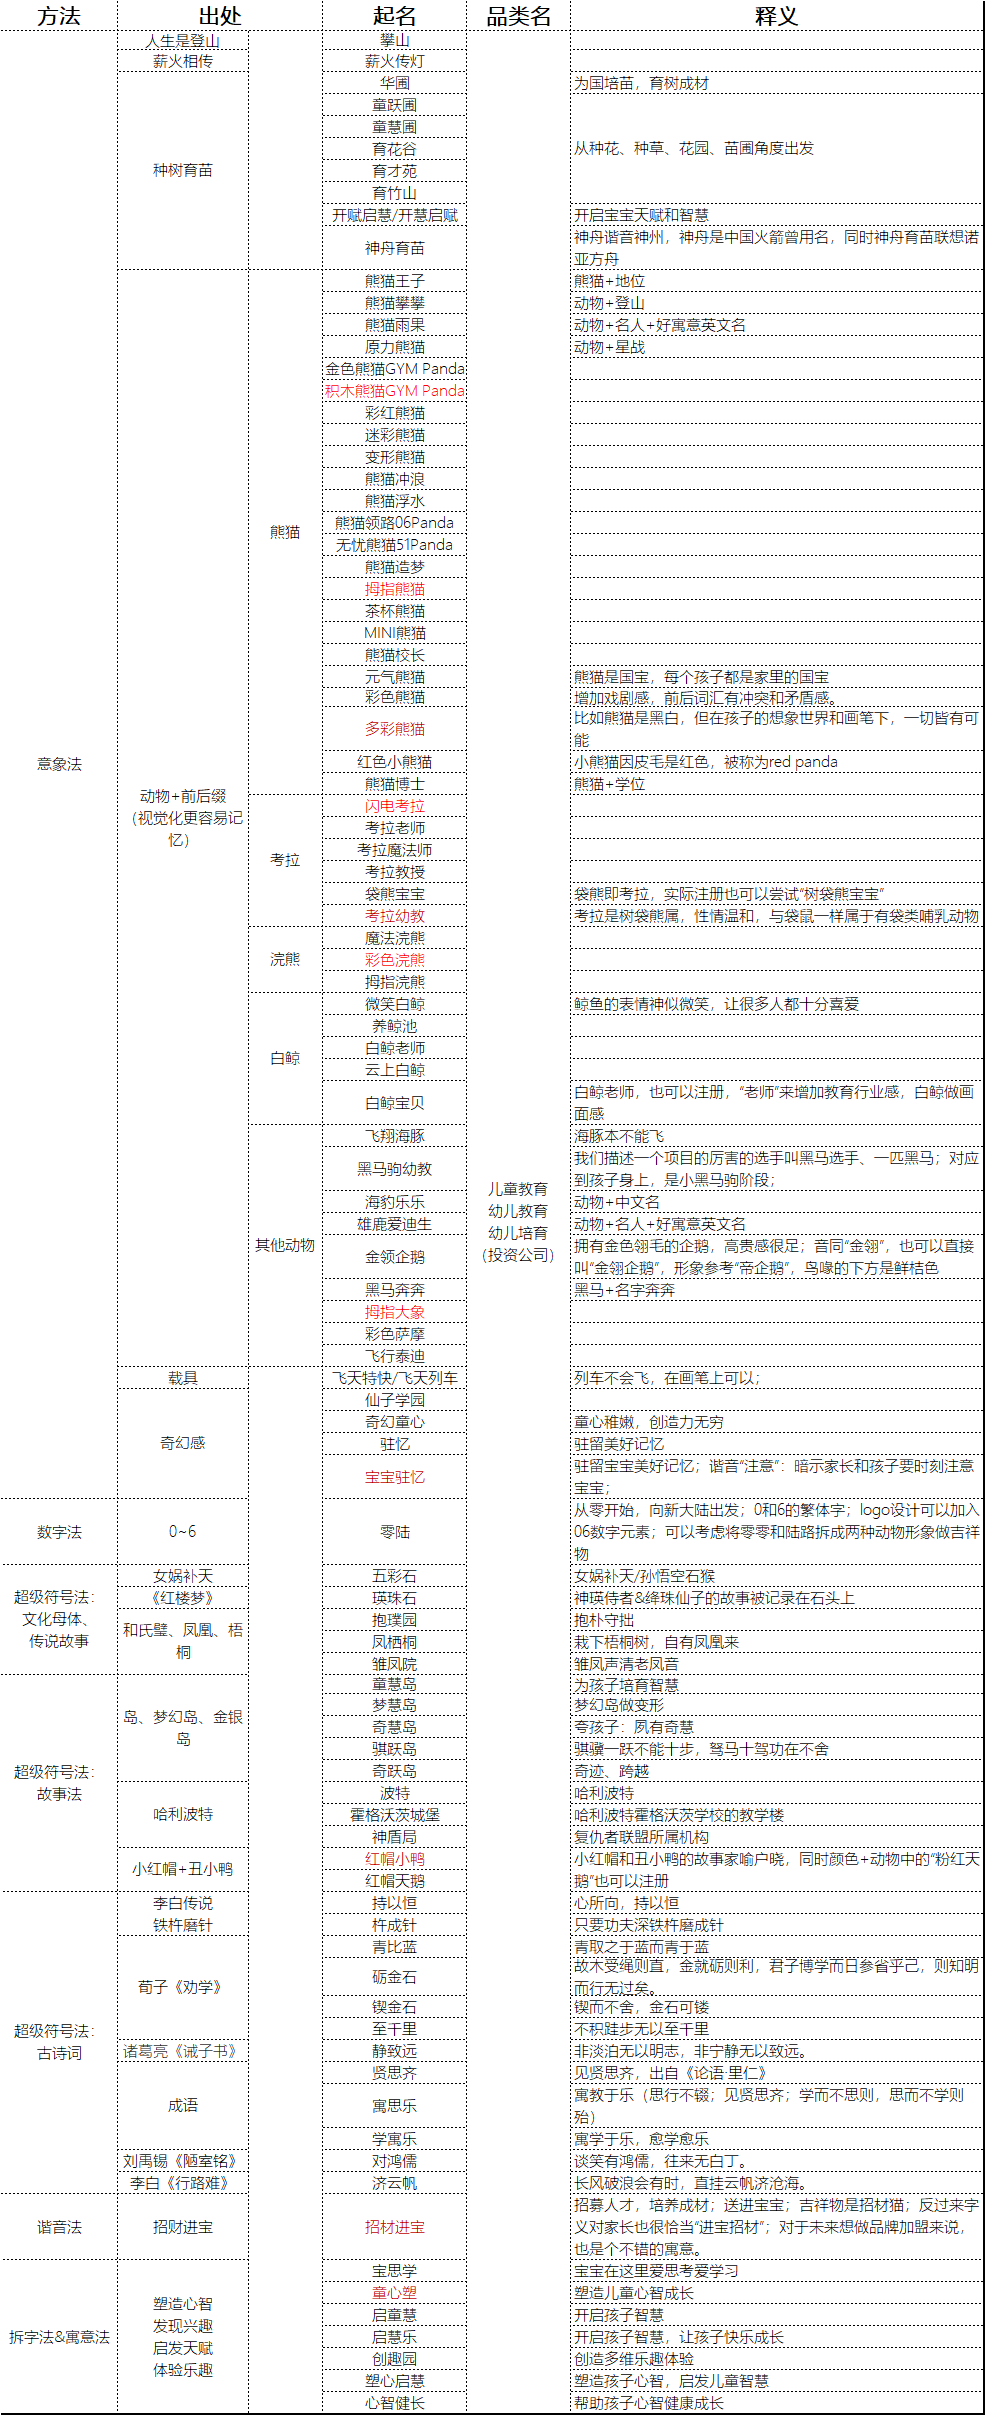 方法 出处 起名 品类名 释义
人生是登山 攀山
薪火相传 薪火传灯
华圃 为国培苗，育树成材
童跃圃
童慧圃
育花谷 从种花、种草、花园、苗圃角度出发
种树育苗 育才苑
育竹山
开赋启慧/开慧启赋 开启宝宝天赋和智慧
神舟育苗 神舟谐音神州，神舟是中国火箭曾用名，同时神舟育苗联想诺
亚方舟
熊猫王子 熊猫+地位
熊猫攀攀 动物+登山
熊猫雨果 动物+名人+好寓意英文名
原力熊猫 动物+星战
金色熊猫GYM Panda
积木熊猫GYM Panda
彩红熊猫
迷彩熊猫
变形熊猫
熊猫冲浪
熊猫浮水
熊猫领路06Panda
熊猫 无忧熊猫51Panda
熊猫造梦
拇指熊猫
茶杯熊猫
MINI熊猫
熊猫校长
元气熊猫 熊猫是国宝，每个孩子都是家里的国宝
彩色熊猫 增加戏剧感，前后词汇有冲突和矛盾感。
多彩熊猫 比如熊猫是黑白，但在孩子的想象世界和画笔下，一切皆有可
能
意象法 红色小熊猫 小熊猫因皮毛是红色，被称为red panda
熊猫博士 熊猫+学位
动物+前后缀
（视觉化更容易记
忆）
闪电考拉
考拉老师
考拉魔法师
考拉 考拉教授
袋熊宝宝 袋熊即考拉，实际注册也可以尝试“树袋熊宝宝”
考拉幼教 考拉是树袋熊属，性情温和，与袋鼠一样属于有袋类哺乳动物
魔法浣熊
浣熊 彩色浣熊
拇指浣熊
微笑白鲸 鲸鱼的表情神似微笑，让很多人都十分喜爱
养鲸池
白鲸 白鲸老师
云上白鲸
白鲸宝贝 白鲸老师，也可以注册，“老师”来增加教育行业感，白鲸做画
面感
飞翔海豚 海豚本不能飞
黑马驹幼教 我们描述一个项目的厉害的选手叫黑马选手、一匹黑马；对应
到孩子身上，是小黑马驹阶段；
儿童教育
幼儿教育
幼儿培育
（投资公司）
海豹乐乐 动物+中文名
雄鹿爱迪生 动物+名人+好寓意英文名
其他动物 金领企鹅 拥有金色翎毛的企鹅，高贵感很足；音同“金翎”，也可以直接
叫“金翎企鹅”，形象参考“帝企鹅”，鸟喙的下方是鲜桔色
黑马奔奔 黑马+名字奔奔
拇指大象
彩色萨摩
飞行泰迪
载具 飞天特快/飞天列车 列车不会飞，在画笔上可以；
仙子学园
奇幻感 奇幻童心 童心稚嫩，创造力无穷
驻忆 驻留美好记忆
宝宝驻忆 驻留宝宝美好记忆；谐音“注意”：暗示家长和孩子要时刻注意
宝宝；
数字法 0~6 零陆 从零开始，向新大陆出发；0和6的繁体字；logo设计可以加入
06数字元素；可以考虑将零零和陆路拆成两种动物形象做吉祥
物
超级符号法：
文化母体、
传说故事
女娲补天 五彩石 女娲补天/孙悟空石猴
《红楼梦》 瑛珠石 神瑛侍者&绛珠仙子的故事被记录在石头上
和氏璧、凤凰、梧
桐
抱璞园 抱朴守拙
凤栖桐 栽下梧桐树，自有凤凰来
雏凤院 雏凤声清老凤音
超级符号法：
故事法
岛、梦幻岛、金银
岛
童慧岛 为孩子培育智慧
梦慧岛 梦幻岛做变形
奇慧岛 夸孩子：夙有奇慧
骐跃岛 骐骥一跃不能十步，驽马十驾功在不舍
奇跃岛 奇迹、跨越
哈利波特 波特 哈利波特
霍格沃茨城堡 哈利波特霍格沃茨学校的教学楼
神盾局 复仇者联盟所属机构
小红帽+丑小鸭 红帽小鸭 小红帽和丑小鸭的故事家喻户晓，同时颜色+动物中的“粉红天
红帽天鹅 鹅”也可以注册
超级符号法：
古诗词
李白传说
铁杵磨针
持以恒 心所向，持以恒
杵成针 只要功夫深铁杵磨成针
荀子《劝学》 青比蓝 青取之于蓝而青于蓝
砺金石 故木受绳则直，金就砺则利，君子博学而日参省乎己，则知明
而行无过矣。
锲金石 锲而不舍，金石可镂
至千里 不积跬步无以至千里
诸葛亮《诫子书》 静致远 非淡泊无以明志，非宁静无以致远。
成语 贤思齐 见贤思齐，出自《论语·里仁》
寓思乐 寓教于乐（思行不辍；见贤思齐；学而不思则，思而不学则
殆）
学寓乐 寓学于乐，愈学愈乐
刘禹锡《陋室铭》 对鸿儒 谈笑有鸿儒，往来无白丁。
李白《行路难》 济云帆 长风破浪会有时，直挂云帆济沧海。
谐音法 招财进宝 招材进宝 招募人才，培养成材；送进宝宝；吉祥物是招材猫；反过来字
义对家长也很恰当“进宝招材”；对于未来想做品牌加盟来说，
也是个不错的寓意。
拆字法&寓意法
塑造心智
发现兴趣
启发天赋
体验乐趣
宝思学 宝宝在这里爱思考爱学习
童心塑 塑造儿童心智成长
启童慧 开启孩子智慧
启慧乐 开启孩子智慧，让孩子快乐成长
创趣园 创造多维乐趣体验
塑心启慧 塑造孩子心智，启发儿童智慧
心智健长 帮助孩子心智健康成长